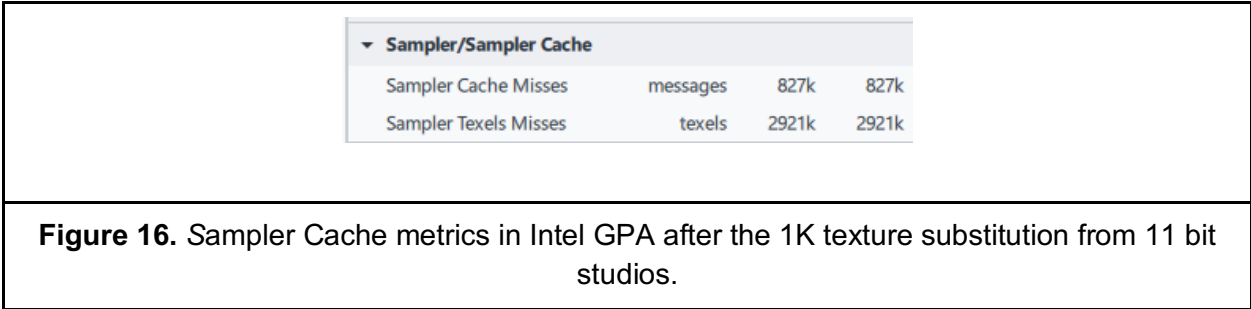 Sampler/Sampler Cache
Sampler Cache Misses messages 827k 827k
Sampler Texels Misses texels 2921k 2921k
Figure 16. Sampler Cache metrics in Intel GPA after the 1K texture substitution from 11 bit
studios.